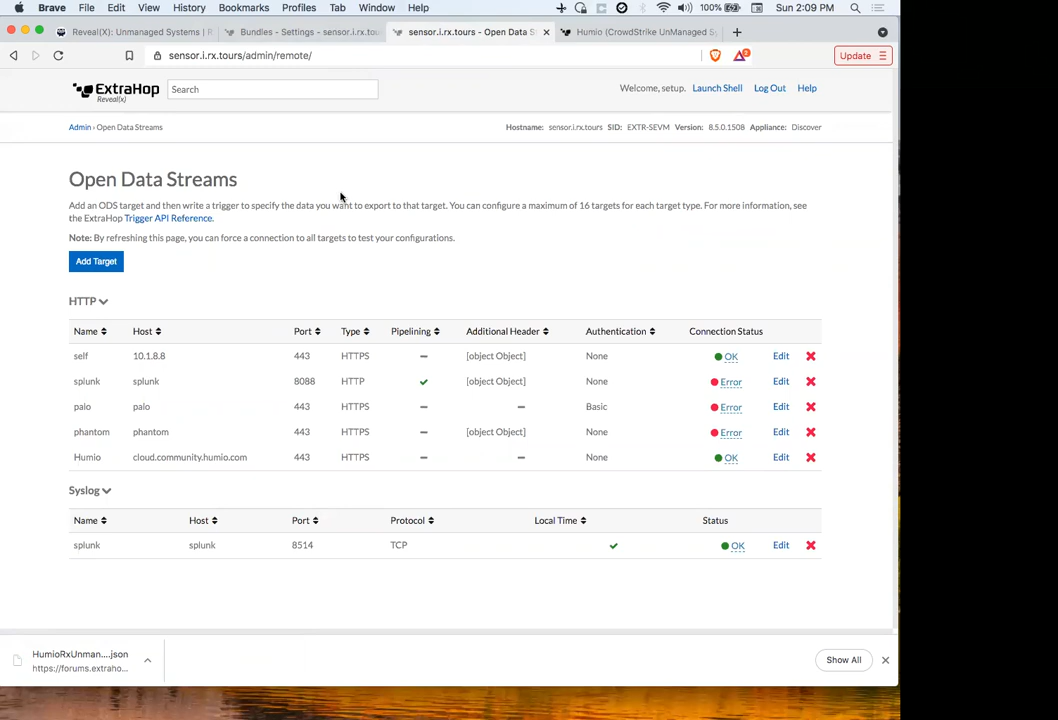 Brave File Edit View History Bookmarks Profiles Tab Window Help 100% Sun 2:09 PM
Reveal(X): Unmanaged Systems | R Bundles - Settings - sensor.i.rx.tou sensor.i.rx.tours - Open Data S Humio (CrowdStrike UnManaged Sy
sensor.i.rx.tours/admin/remote/ 2 Update
ExtraHop
Reveal(x)
Search
Welcome, setup. Launch Shell Log Out Help
Admin › Open Data Streams
Hostname: sensor.i.rx.tours SID: EXTR-SEVM Version: 8.5.0.1508 Appliance: Discover
Open Data Streams
Add an ODS target and then write a trigger to specify the data you want to export to that target. You can configure a maximum of 16 targets for each target type. For more information, see
the ExtraHop Trigger API Reference.
Note: By refreshing this page, you can force a connection to all targets to test your configurations.
Add Target
HTTP
Name Host Port Type Pipelining Additional Header Authentication Connection Status
self 10.1.8.8 443 HTTPS – [object Object] None OK Edit
splunk splunk 8088 HTTP ✓ [object Object] None Error Edit
palo palo 443 HTTPS – – Basic Error Edit
phantom phantom 443 HTTPS – [object Object] None Error Edit
Humio cloud.community.humio.com 443 HTTPS – – None OK Edit
Syslog
Name Host Port Protocol Local Time Status
splunk splunk 8514 TCP ✓ OK Edit
HumioRxUnman....json
https://forums.extraho...
Show All